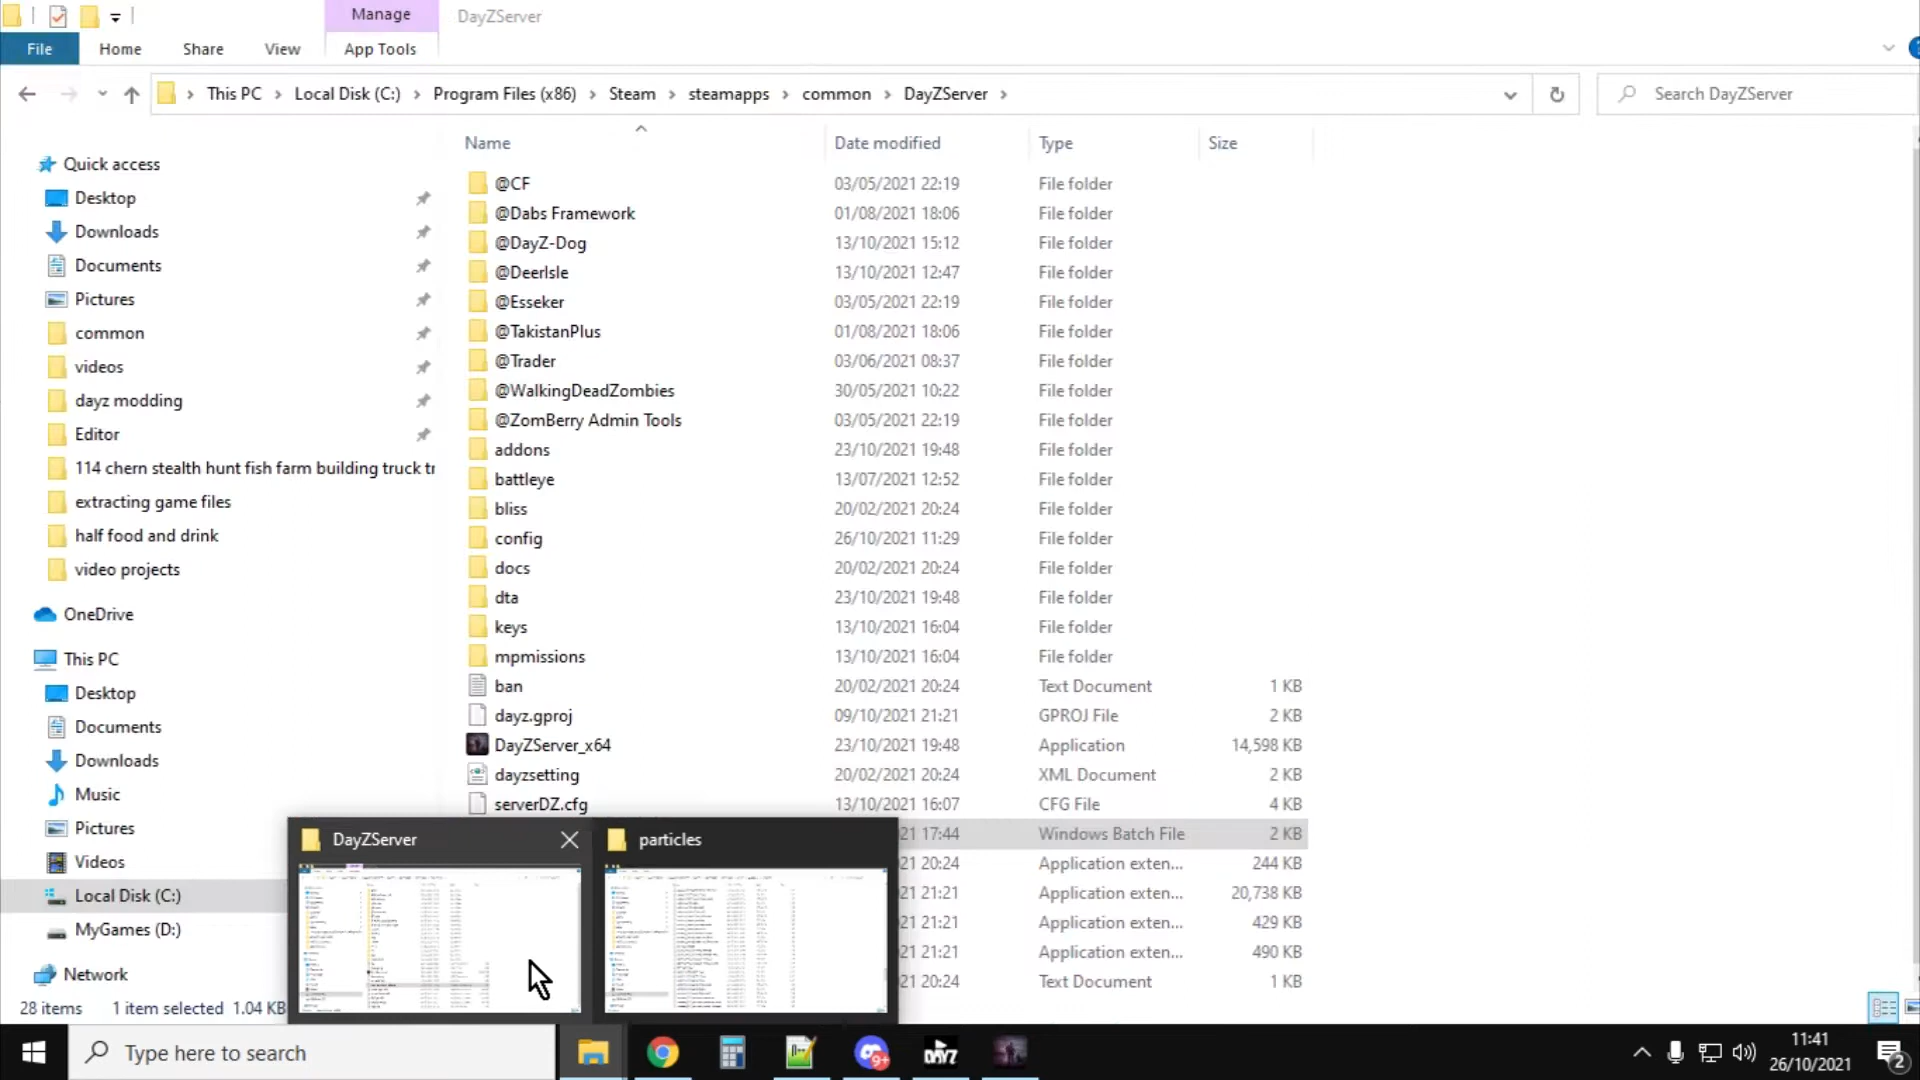 Manage
DayZServer
File
Home
Share
View
App Tools
This PC
Local Disk (C:)
Program Files (x86)
Steam
steamapps
common
DayZServer
Search DayZServer
Name
Date modified
Type
Size
Quick access
Desktop
Downloads
Documents
Pictures
common
videos
dayz modding
Editor
114 chern stealth hunt fish farm building truck tr
extracting game files
half food and drink
video projects
OneDrive
This PC
Desktop
Documents
Downloads
Music
Pictures
Videos
Local Disk (C:)
MyGames (D:)
Network
@CF 03/05/2021 22:19 File folder
@Dabs Framework 01/08/2021 18:06 File folder
@DayZ-Dog 13/10/2021 15:12 File folder
@DeerIsle 13/10/2021 12:47 File folder
@Esseker 03/05/2021 22:19 File folder
@TakistanPlus 01/08/2021 18:06 File folder
@Trader 03/06/2021 08:37 File folder
@WalkingDeadZombies 30/05/2021 10:22 File folder
@ZomBerry Admin Tools 03/05/2021 22:19 File folder
addons 23/10/2021 19:48 File folder
battleye 13/07/2021 12:52 File folder
bliss 20/02/2021 20:24 File folder
config 26/10/2021 11:29 File folder
docs 20/02/2021 20:24 File folder
dta 23/10/2021 19:48 File folder
keys 13/10/2021 16:04 File folder
mpmissions 13/10/2021 16:04 File folder
ban 20/02/2021 20:24 Text Document 1 KB
dayz.gproj 09/10/2021 21:21 GPROJ File 2 KB
DayZServer_x64 23/10/2021 19:48 Application 14,598 KB
dayzsetting 20/02/2021 20:24 XML Document 2 KB
serverDZ.cfg 13/10/2021 16:07 CFG File 4 KB
21 17:44 Windows Batch File 2 KB
21 20:24 Application exten... 244 KB
21 21:21 Application exten... 20,738 KB
21 21:21 Application exten... 429 KB
21 21:21 Application exten... 490 KB
21 20:24 Text Document 1 KB
DayZServer
particles
28 items 1 item selected 1.04 KB
Type here to search
9+
DAYZ
11:41
26/10/2021
2